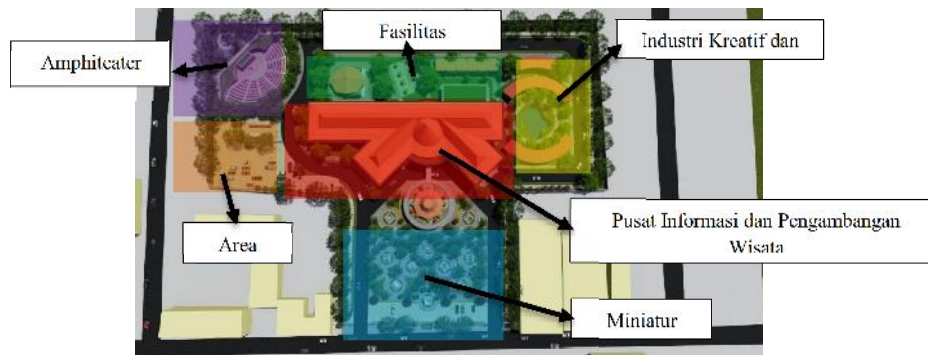 Fasilitas
Industri Kreatif dan
Amphiteater
Pusat Informasi dan Pengambangan
Wisata
Area
Miniatur